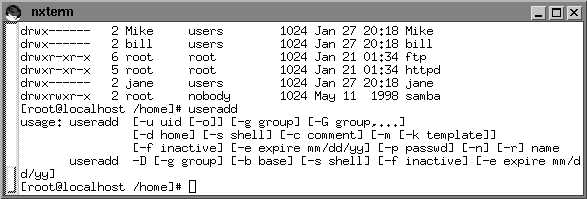 nxterm
drwx------   2 Mike     users        1024 Jan 27 20:18 Mike
drwx------   2 bill     users        1024 Jan 27 20:18 bill
drwxr-xr-x   6 root     root         1024 Jan 21 01:34 ftp
drwxr-xr-x   5 root     root         1024 Jan 21 01:34 httpd
drwx------   2 jane     users        1024 Jan 27 20:18 jane
drwxrwxr-x   2 root     nobody       1024 May 11  1998 samba
[root@localhost /home]# useradd
usage: useradd  [-u uid [-o]] [-g group] [-G group,...]
                [-d home] [-s shell] [-c comment] [-m [-k template]]
                [-f inactive] [-e expire mm/dd/yy] [-p passwd] [-n] [-r] name
       useradd  -D [-g group] [-b base] [-s shell] [-f inactive] [-e expire mm/d
d/yy]
[root@localhost /home]#